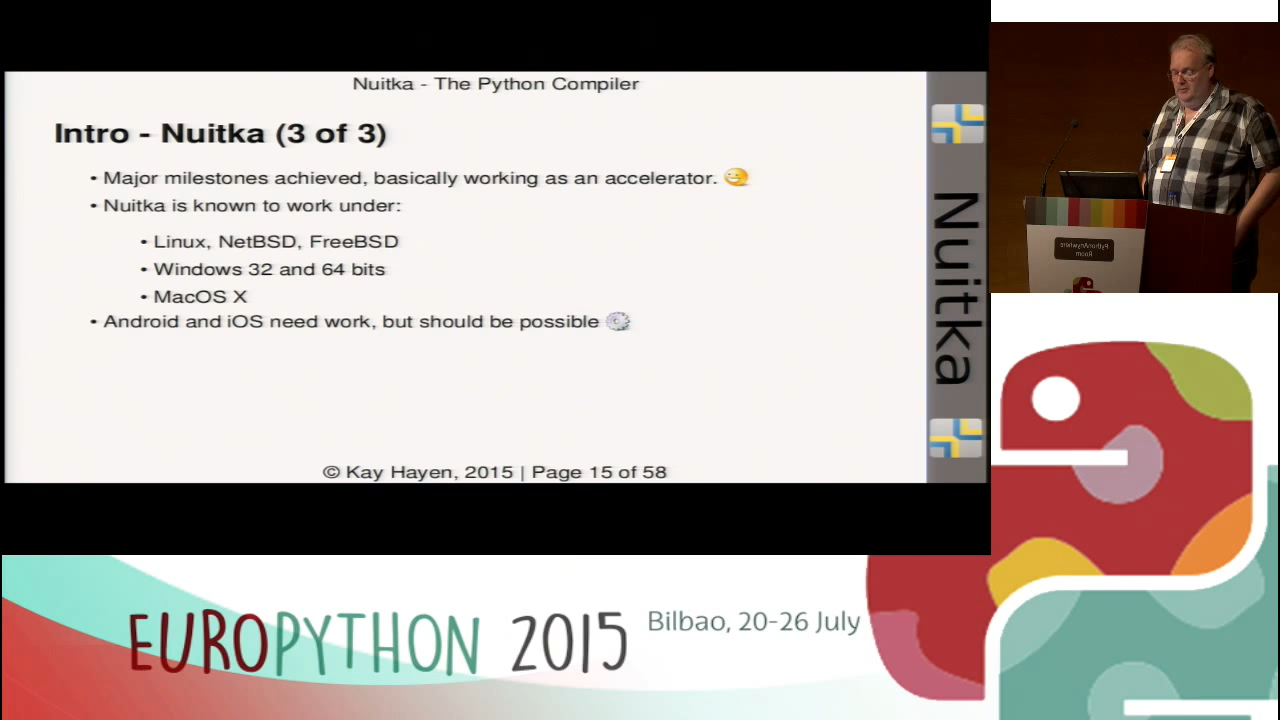 Nuitka - The Python Compiler
Intro - Nuitka (3 of 3)
• Major milestones achieved, basically working as an accelerator.
• Nuitka is known to work under:
• Linux, NetBSD, FreeBSD
• Windows 32 and 64 bits
• MacOS X
• Android and iOS need work, but should be possible
© Kay Hayen, 2015 | Page 15 of 58
Nuitka
PythonAnywhere
Room
EUROPYTHON 2015
Bilbao, 20-26 July